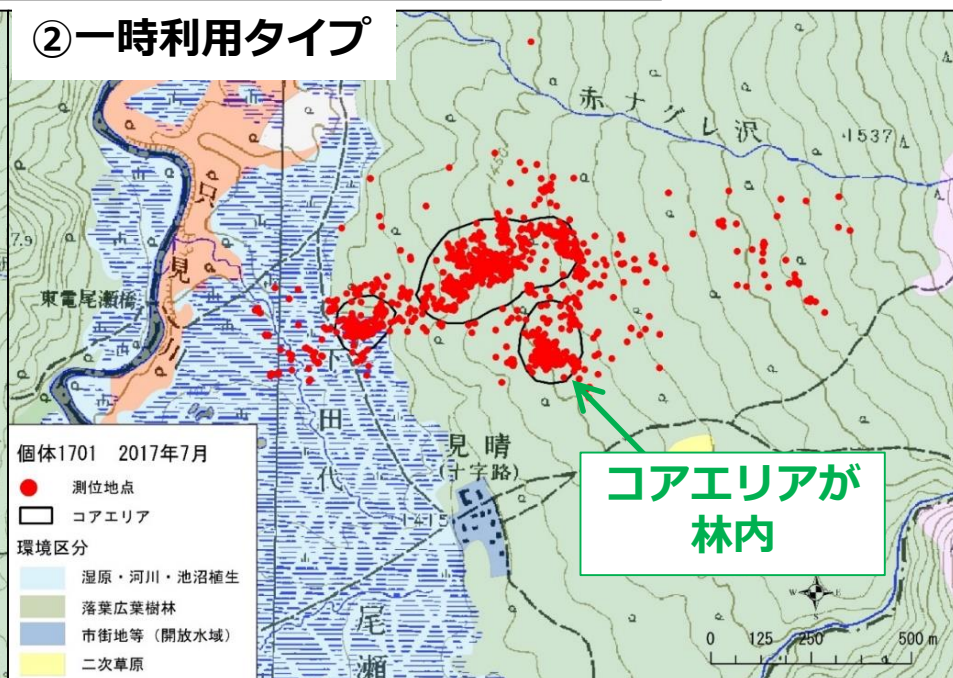 ②一時利用タイプ
赤ナグレ沢
1450
・1537
只見
7.9
東電尾瀬橋
下田代
見晴
(十字路)
1415
尾瀬
コアエリアが
林内
個体1701 2017年7月
測位地点
コアエリア
環境区分
湿原・河川・池沼植生
落葉広葉樹林
市街地等（開放水域）
二次草原
N
W E
S
0 125 250 500 m